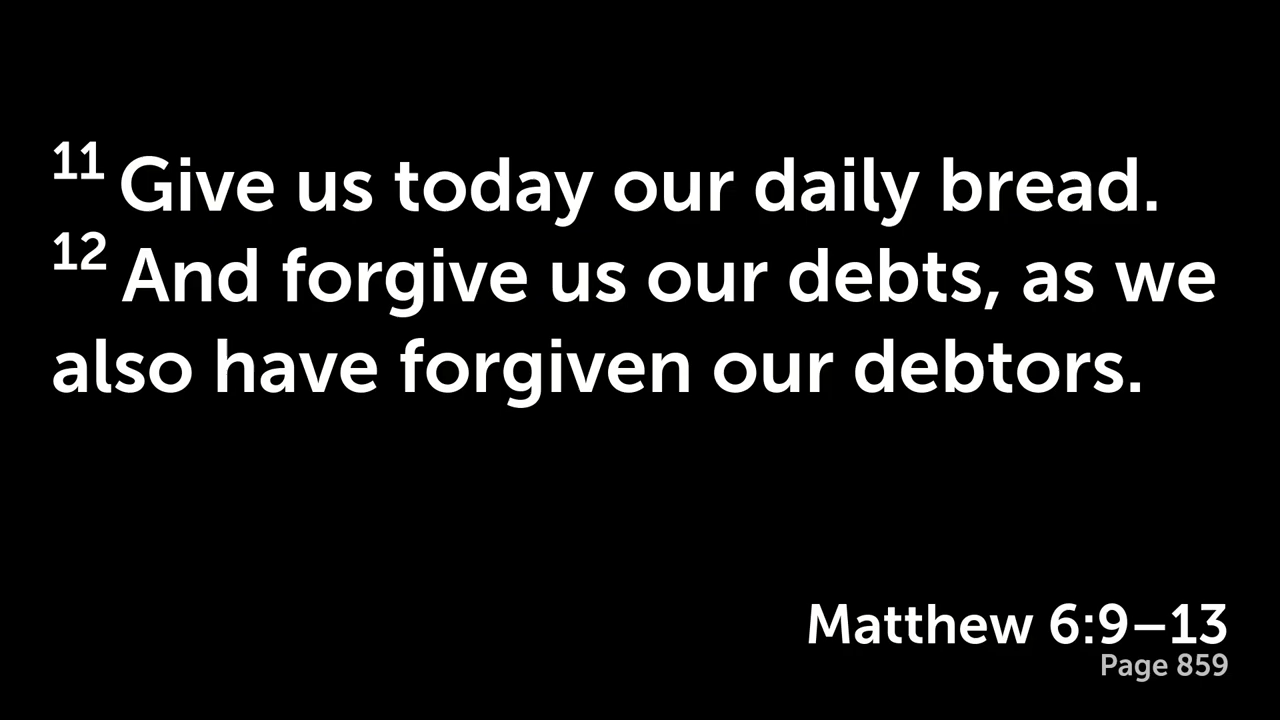 11 Give us today our daily bread.
12 And forgive us our debts, as we
also have forgiven our debtors.
Matthew 6:9–13
Page 859